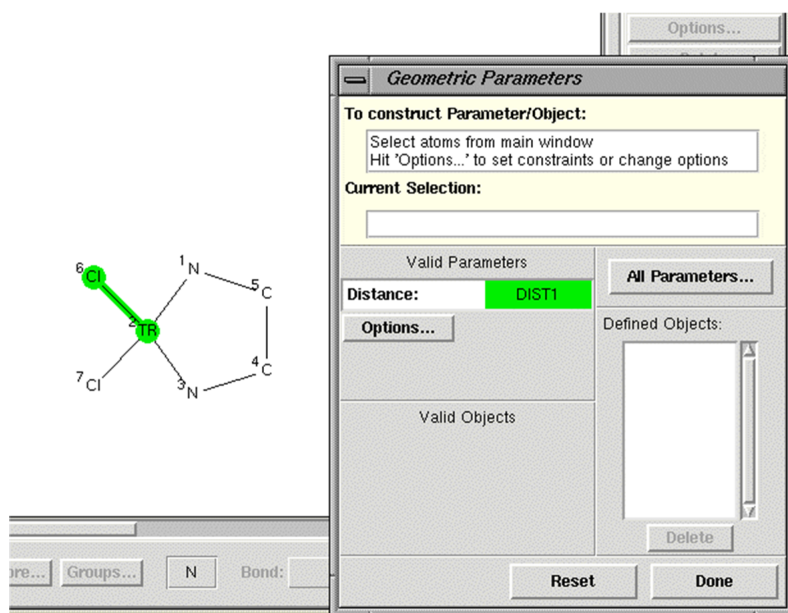 Options...
Geometric Parameters
To construct Parameter/Object:
Select atoms from main window
Hit 'Options...' to set constraints or change options
Current Selection:
Valid Parameters
All Parameters...
Distance: DIST1
Options...
Defined Objects:
Valid Objects
Delete
Reset Done
6 Cl
1 N
5 C
2 TR
4 C
7 Cl
3 N
Groups... N Bond: